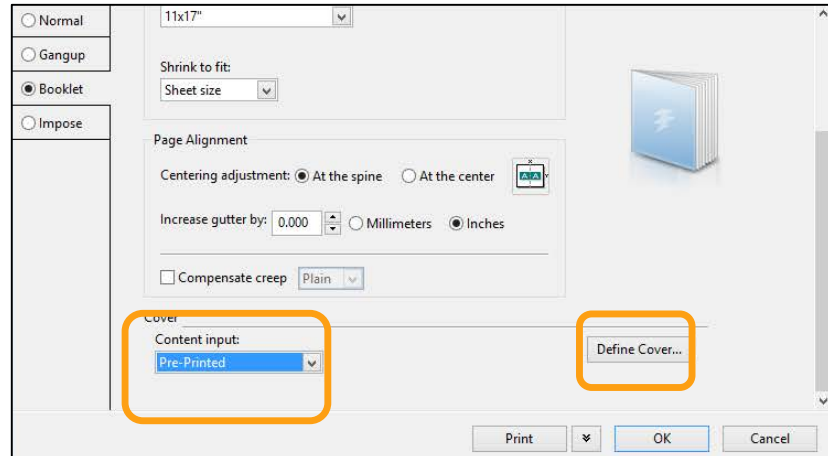 Normal
Gangup
Booklet
Impose
11x17"
Shrink to fit:
Sheet size
Page Alignment
Centering adjustment: At the spine At the center
Increase gutter by: 0.000 Millimeters Inches
Compensate creep Plain
Cover
Content input:
Pre-Printed
Define Cover...
Print OK Cancel